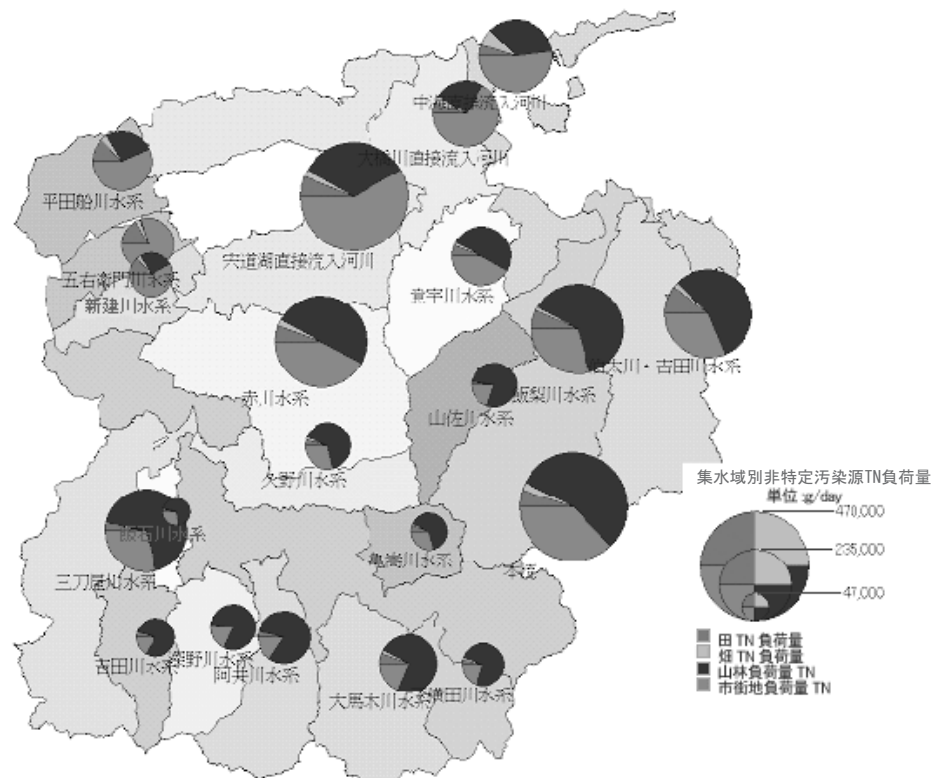 中海直接流入河川
大橋川直接流入河川
平田船川水系
宍道湖直接流入河川
五右衛門川水系
新建川水系
意宇川水系
伯太川・吉田川水系
赤川水系
飯梨川水系
山佐川水系
久野川水系
集水域別非特定汚染源TN負荷量
単位:g/day
470,000
235,000
47,000
飯石川水系
亀嵩川水系
本流
三刀屋川水系
田 TN 負荷量
畑 TN 負荷量
山林負荷量 TN
市街地負荷量 TN
吉田川水系
深野川水系
阿井川水系
大馬木川水系
横田川水系